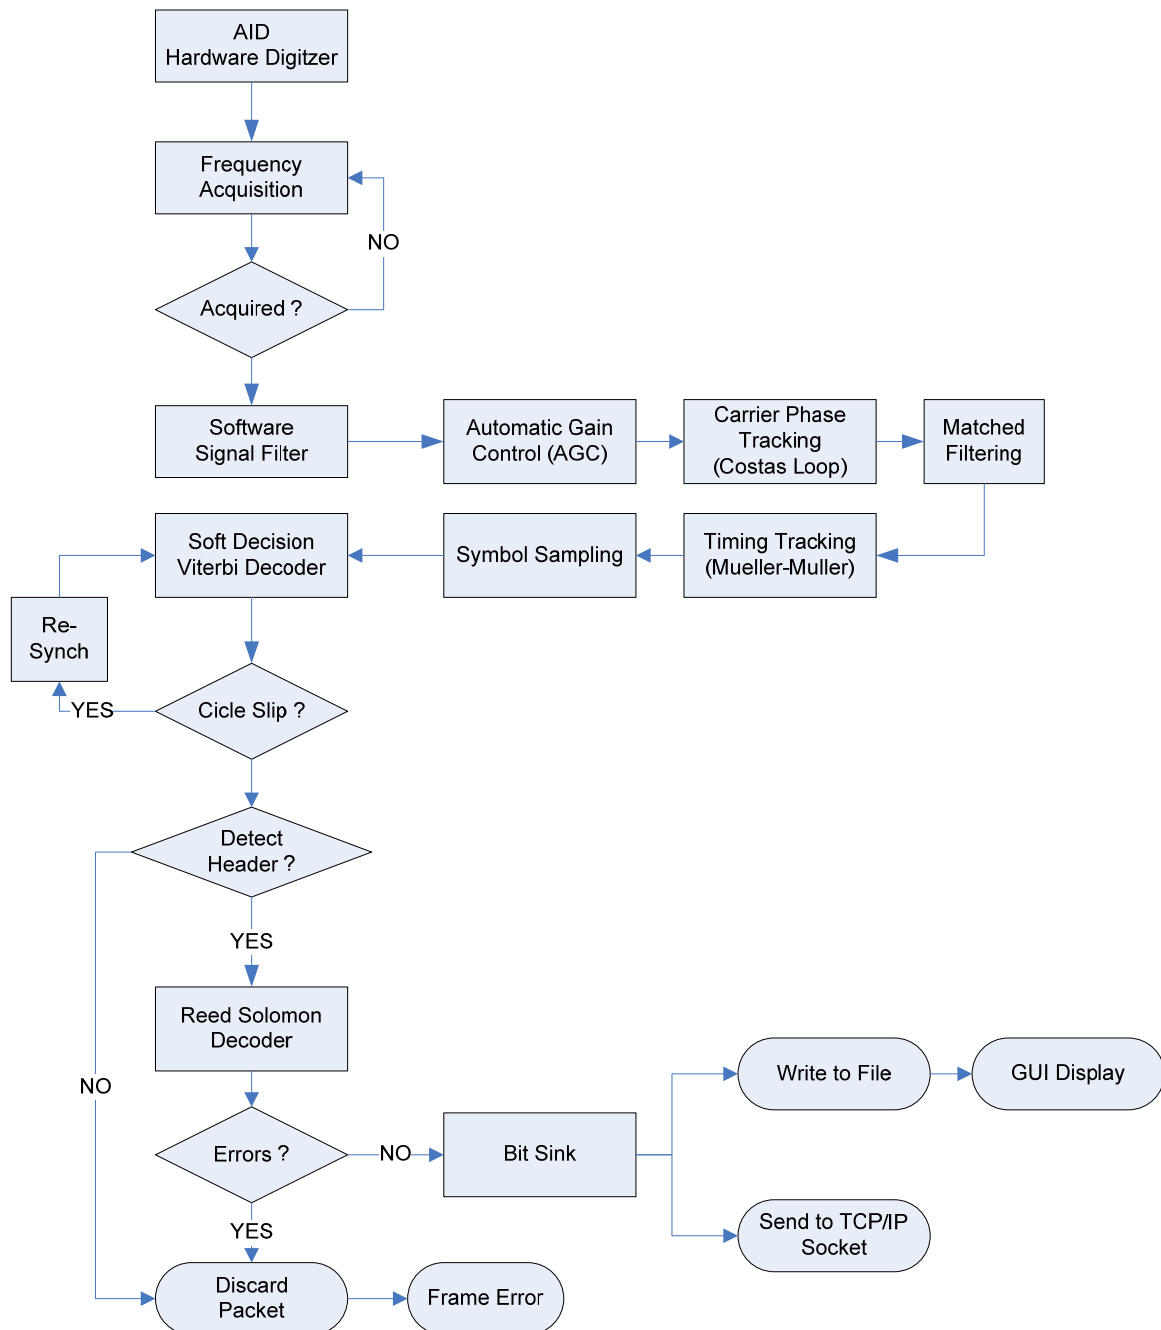 AID
Hardware Digitzer
Frequency
Acquisition
NO
Acquired ?
Software
Signal Filter
Automatic Gain
Control (AGC)
Carrier Phase
Tracking
(Costas Loop)
Matched
Filtering
Soft Decision
Viterbi Decoder
Symbol Sampling
Timing Tracking
(Mueller-Muller)
Re-
Synch
YES
Cicle Slip ?
Detect
Header ?
YES
Reed Solomon
Decoder
NO
Errors ?
NO
Bit Sink
Write to File
GUI Display
Send to TCP/IP
Socket
YES
Discard
Packet
Frame Error